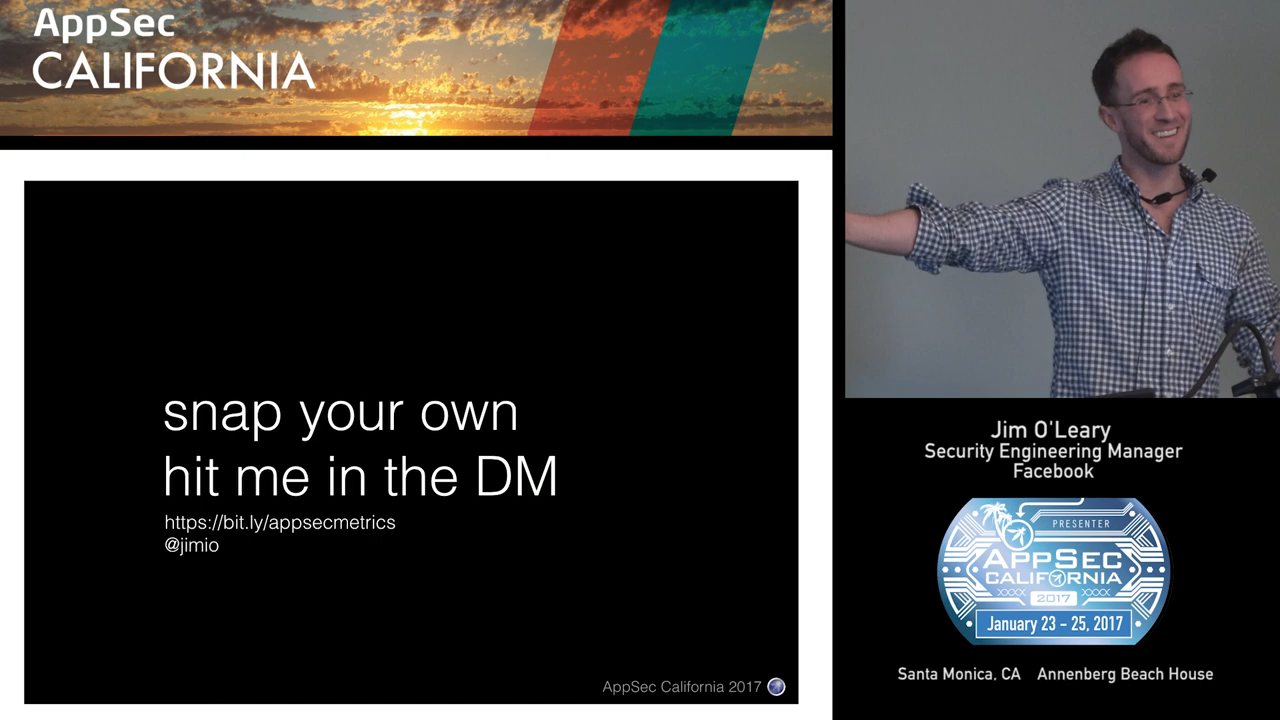 AppSec
CALIFORNIA
snap your own
hit me in the DM
https://bit.ly/appsecmetrics
@jimio
AppSec California 2017
Jim O'Leary
Security Engineering Manager
Facebook
PRESENTER
APPSEC
CALIFORNIA
XXXX 2017 XXXX
January 23 - 25, 2017
Santa Monica, CA Annenberg Beach House